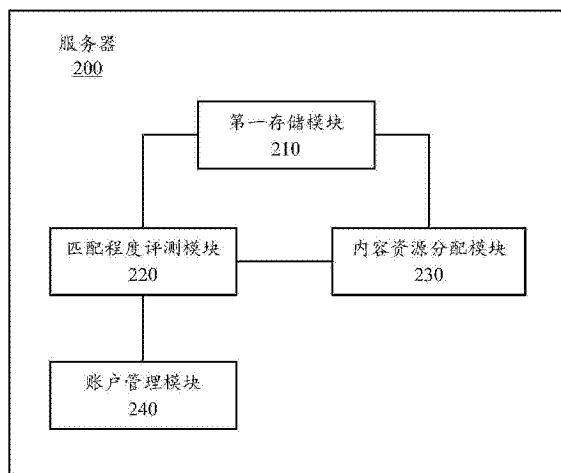 服务器
200
第一存储模块
210
匹配程度评测模块
220
内容资源分配模块
230
账户管理模块
240